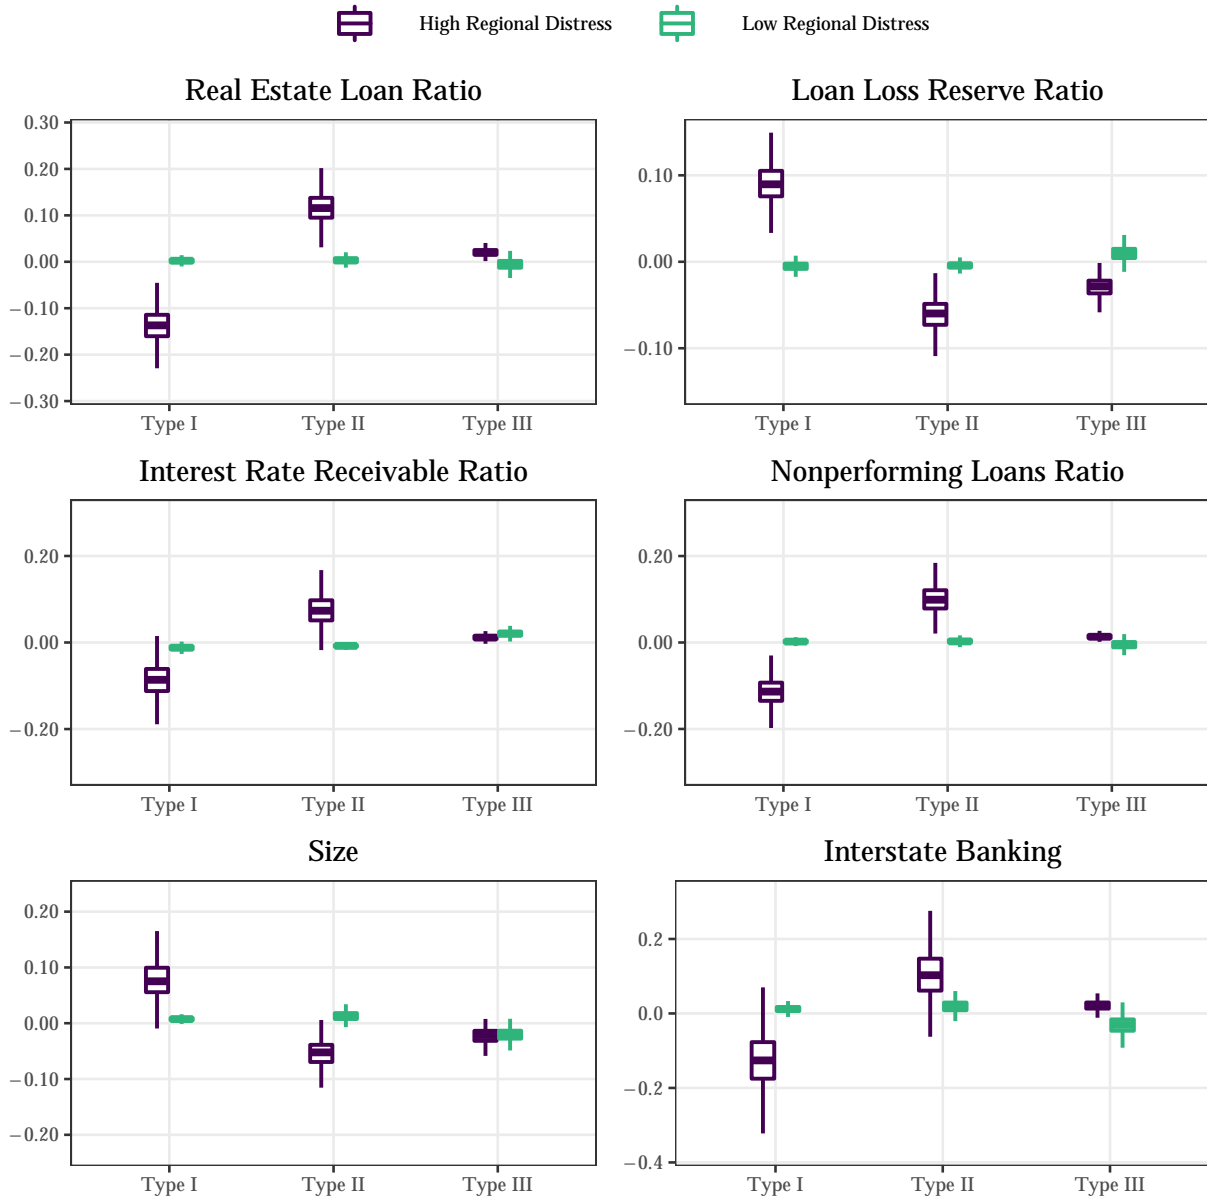 High Regional Distress Low Regional Distress
Real Estate Loan Ratio
0.30
0.20
0.10
0.00
−0.10
−0.20
−0.30
Type I Type II Type III
Loan Loss Reserve Ratio
0.10
0.00
−0.10
Type I Type II Type III
Interest Rate Receivable Ratio
0.20
0.00
−0.20
Type I Type II Type III
Nonperforming Loans Ratio
0.20
0.00
−0.20
Type I Type II Type III
Size
0.20
0.10
0.00
−0.10
−0.20
Type I Type II Type III
Interstate Banking
0.2
0.0
−0.2
−0.4
Type I Type II Type III